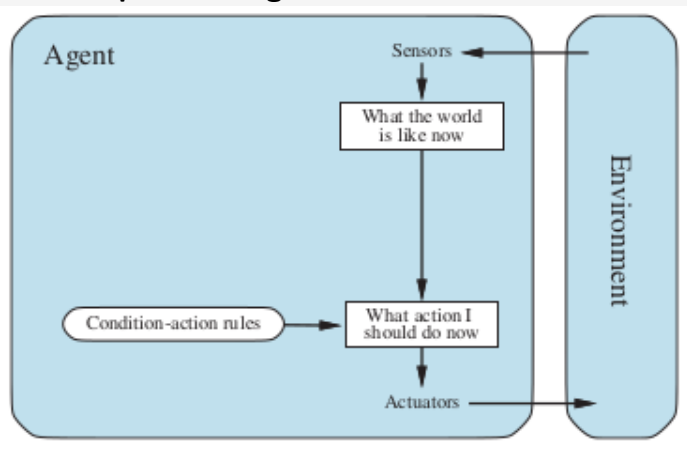 Agent
Sensors
What the world
is like now
Environment
Condition-action rules
What action I
should do now
Actuators